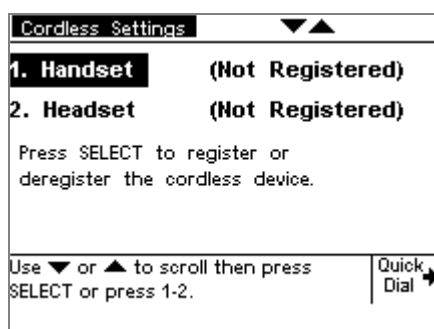 Cordless Settings ▼▲
1. Handset (Not Registered)
2. Headset (Not Registered)
Press SELECT to register or
deregister the cordless device.
Use ▼ or ▲ to scroll then press
SELECT or press 1-2.
Quick
Dial